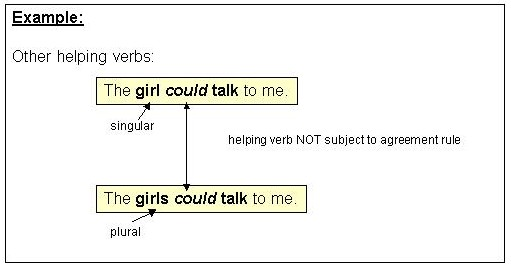 Example:
Other helping verbs:
The girl could talk to me.
singular
helping verb NOT subject to agreement rule
The girls could talk to me.
plural